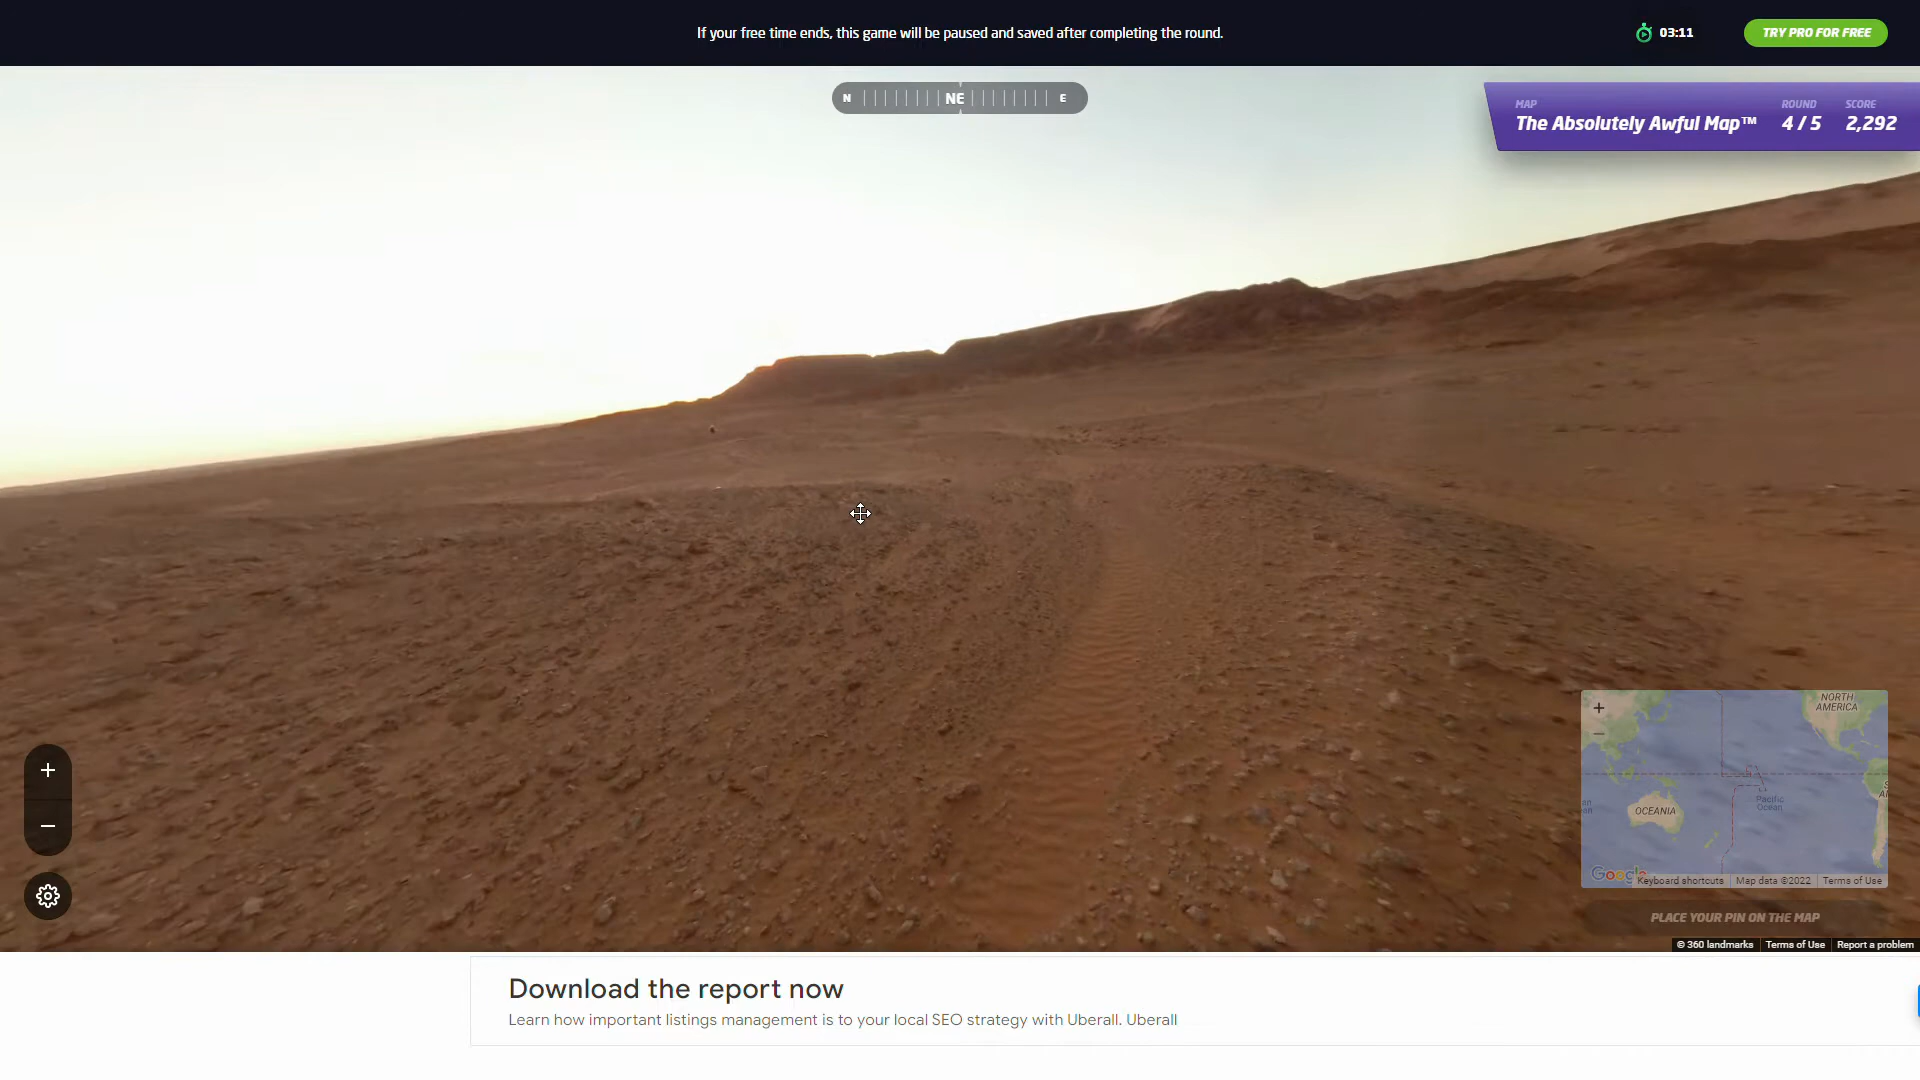 If your free time ends, this game will be paused and saved after completing the round.
03:11
TRY PRO FOR FREE
N
NE
E
MAP
ROUND
SCORE
The Absolutely Awful Map™
4 / 5
2,292
NORTH
AMERICA
OCEANIA
Pacific
Ocean
Google
Keyboard shortcuts
Map data ©2022
Terms of Use
PLACE YOUR PIN ON THE MAP
© 360 landmarks
Terms of Use
Report a problem
Download the report now
Learn how important listings management is to your local SEO strategy with Uberall. Uberall